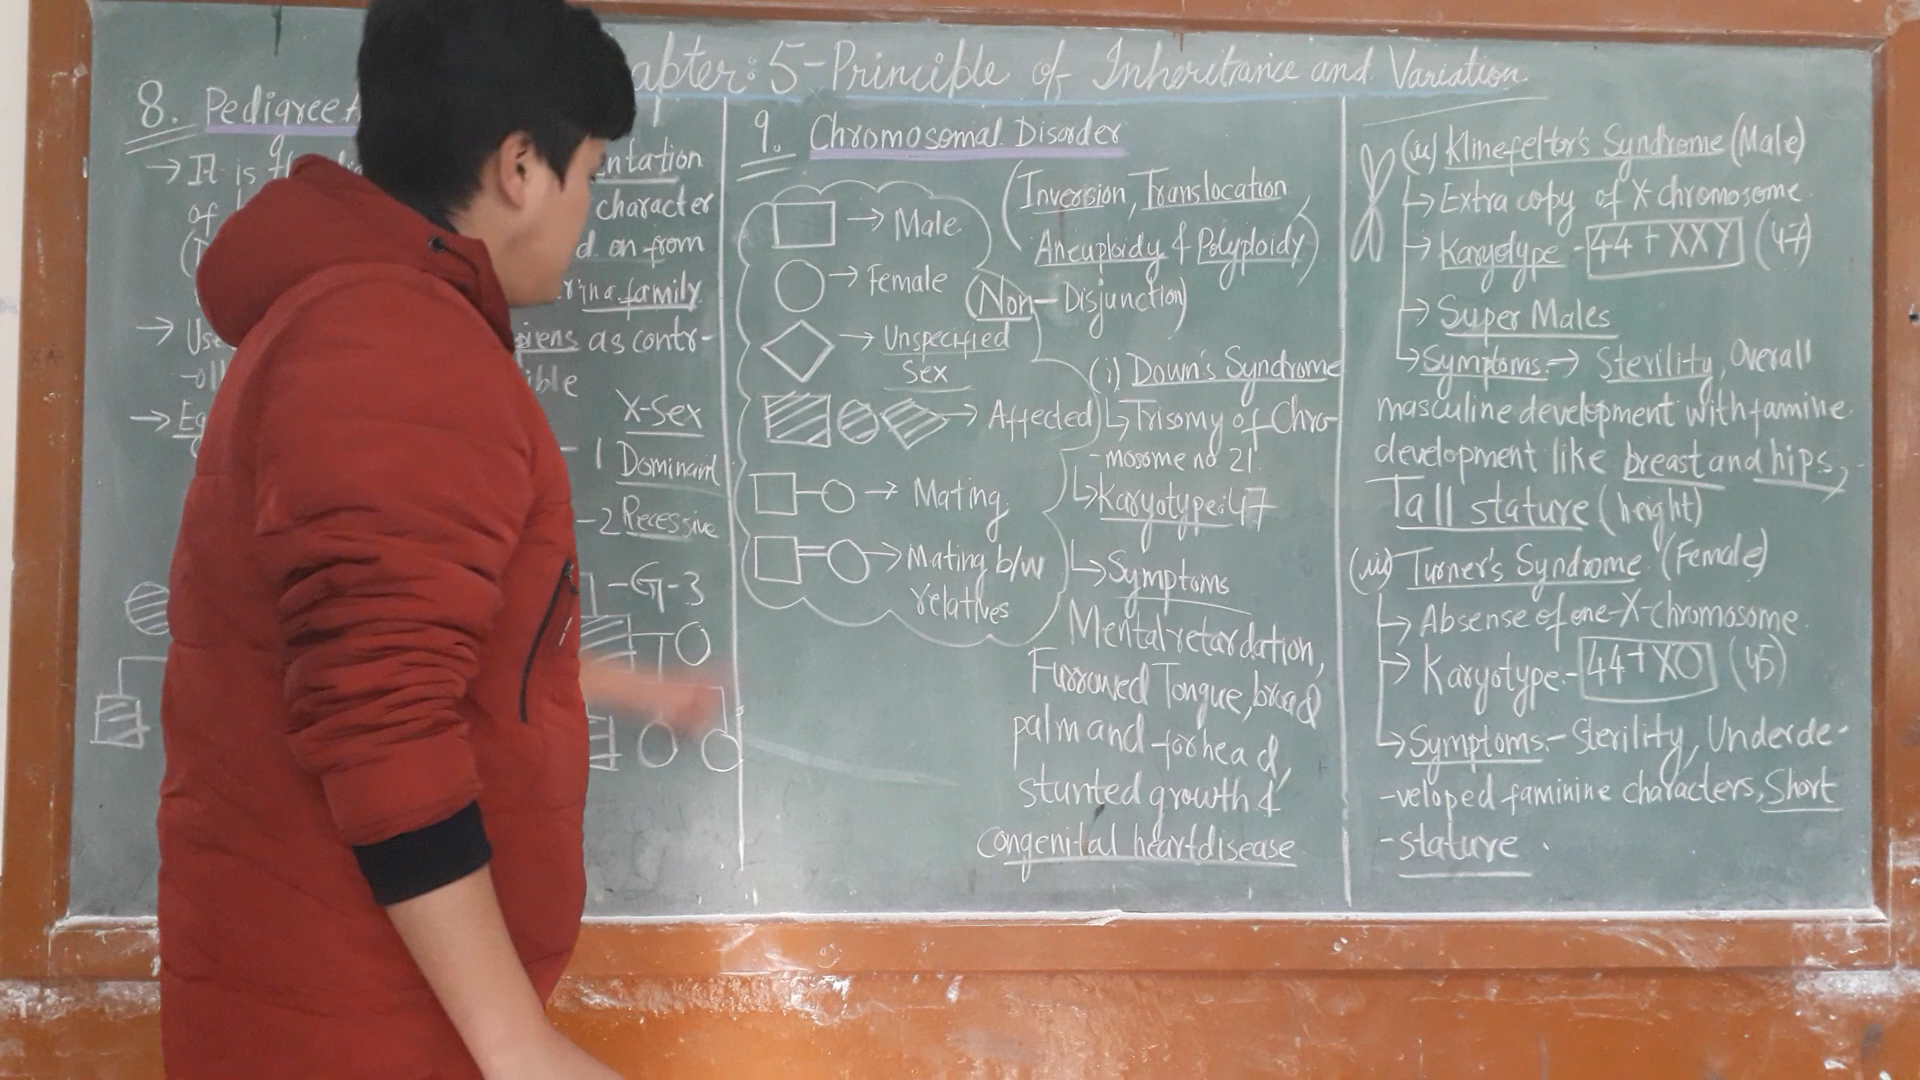 apter: 5-Principle of Inheritance and Variation.
8. Pedigree A
→ It is
ntation
of
character
d on from
in a family
→ Use
piens as contr-
-oll
ible
→ Eg
X-Sex
- 1 Dominant
-2 Recessive
-G-3
9. Chromosomal Disorder
→ Male
→ Female
→ Unspecified
Sex
→ Affected
→ Mating
→ Mating b/w
relatives
(Inversion, Translocation,
Aneuploidy & Polyploidy)
(Non-Disjunction)
(i) Down's Syndrome
↳ Trisomy of Chro-
-mosome no 21.
↳ Karyotype:47
↳ Symptoms
Mental retardation,
Furrowed Tongue, broad
palm and forhead,
stunted growth &
congenital heart disease
(ii) Klinefeltor's Syndrome (Male)
→ Extra copy of X-chromosome.
→ Karyotype - 44 + XXY (47)
→ Super Males
↳ Symptoms:-→ Sterility, Overall
masculine development with famine
development like breast and hips,
Tall stature (height)
(iii) Turner's Syndrome (Female)
→ Absense of one-X-chromosome.
→ Karyotype:- 44+XO (45)
↳ Symptoms:- Sterility, Underde-
-veloped faminine characters, Short
-stature.